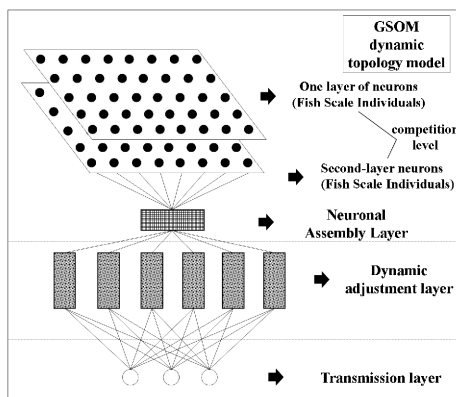 GSOM
dynamic
topology model
One layer of neurons
(Fish Scale Individuals)
competition
level
Second-layer neurons
(Fish Scale Individuals)
Neuronal
Assembly Layer
Dynamic
adjustment layer
Transmission layer